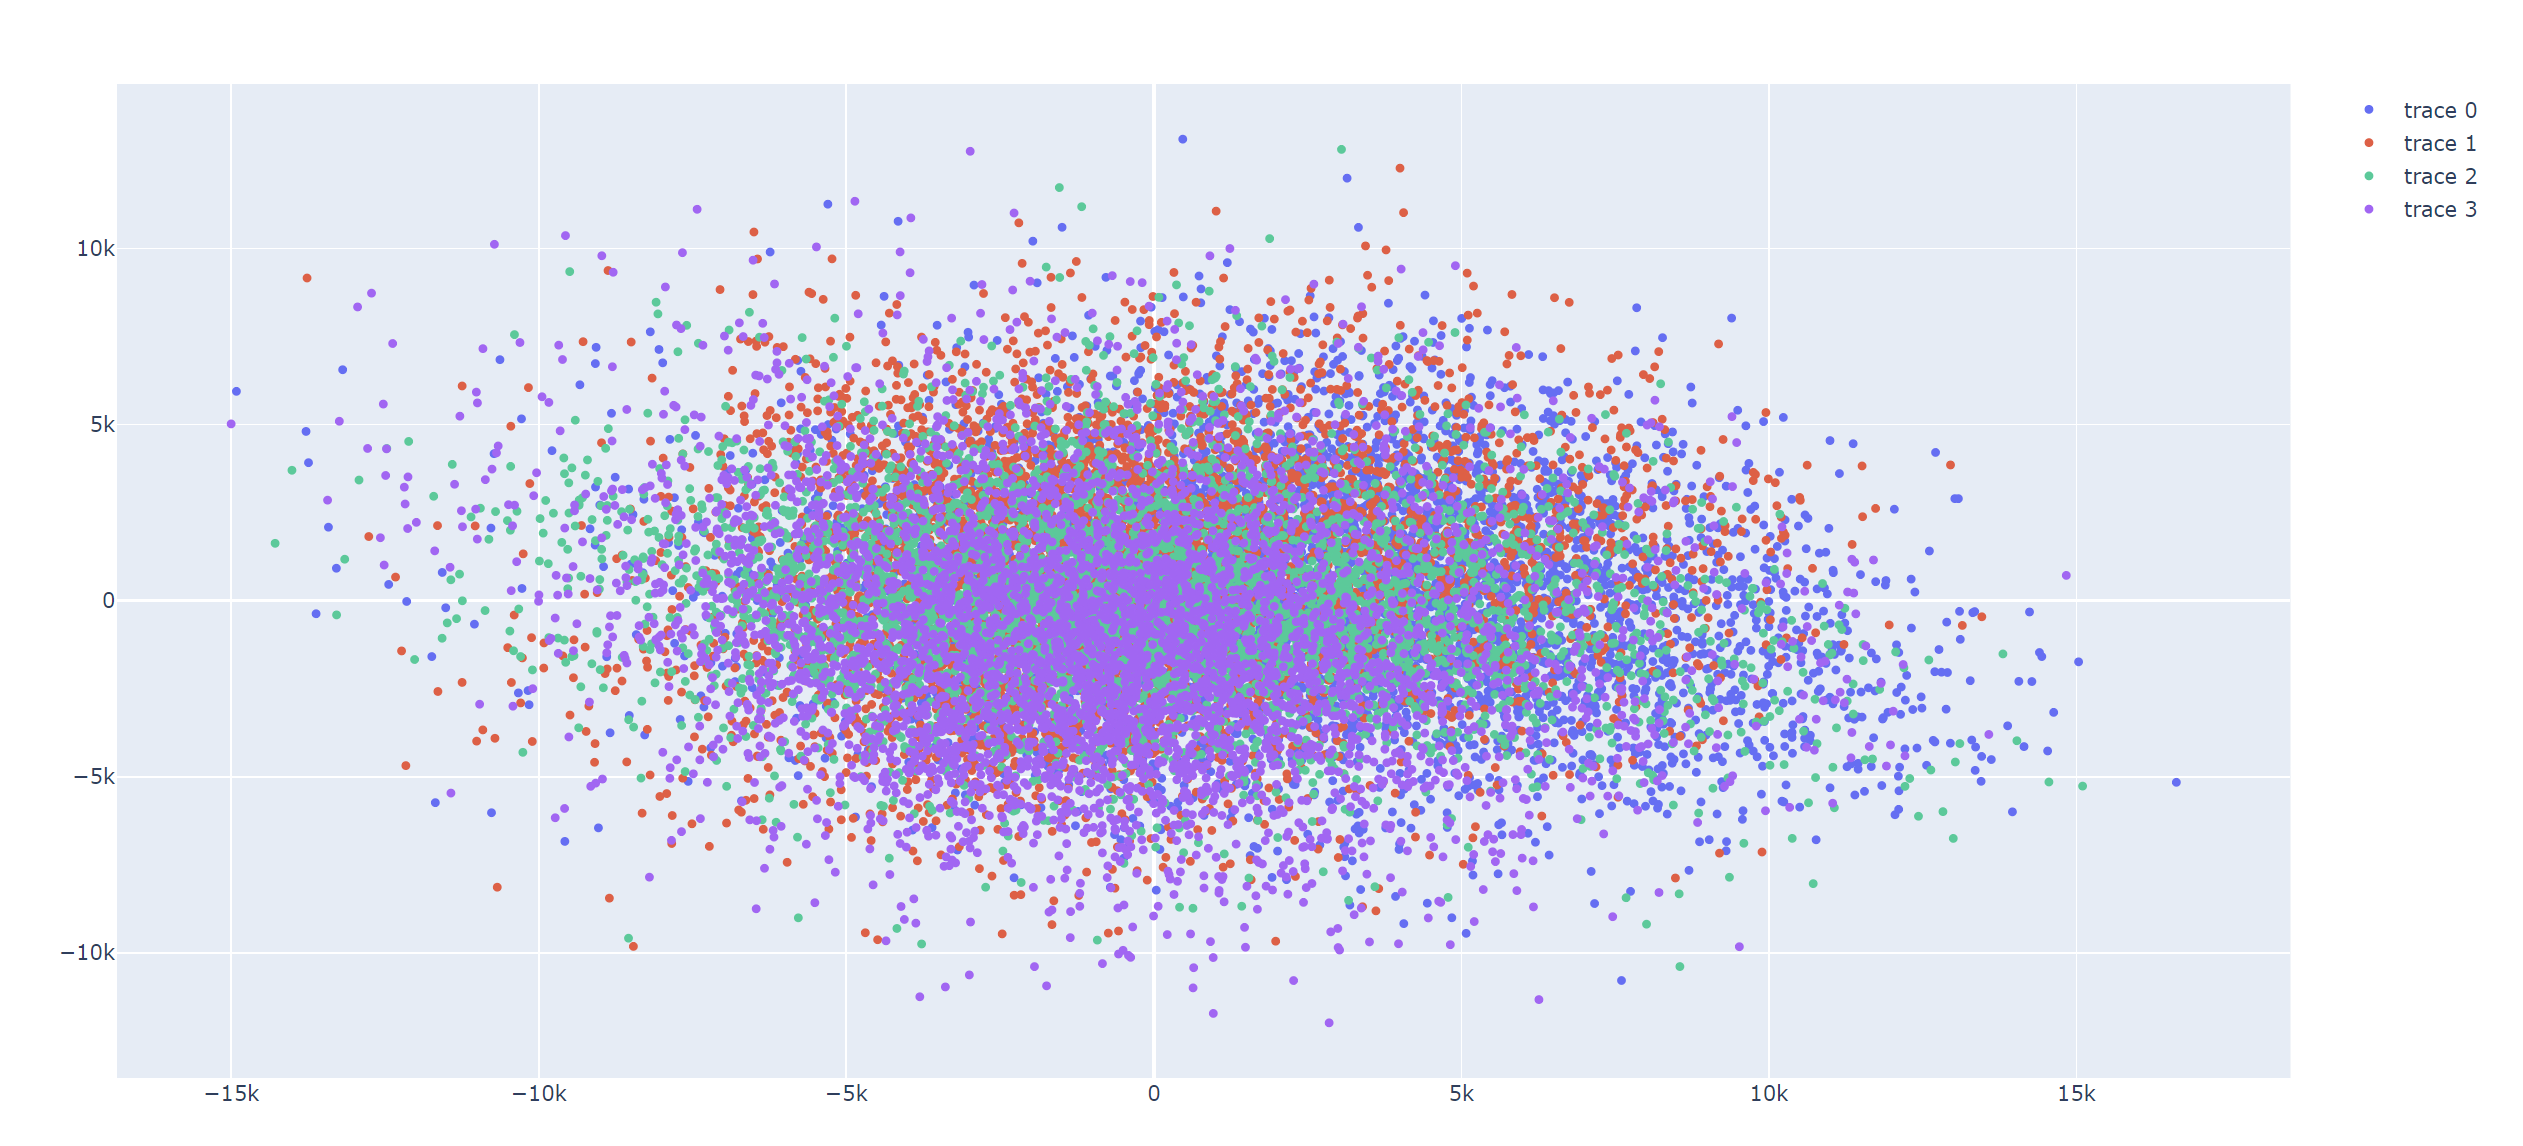 trace 0
trace 1
trace 2
trace 3
10k
5k
0
−5k
−10k
−15k −10k −5k 0 5k 10k 15k